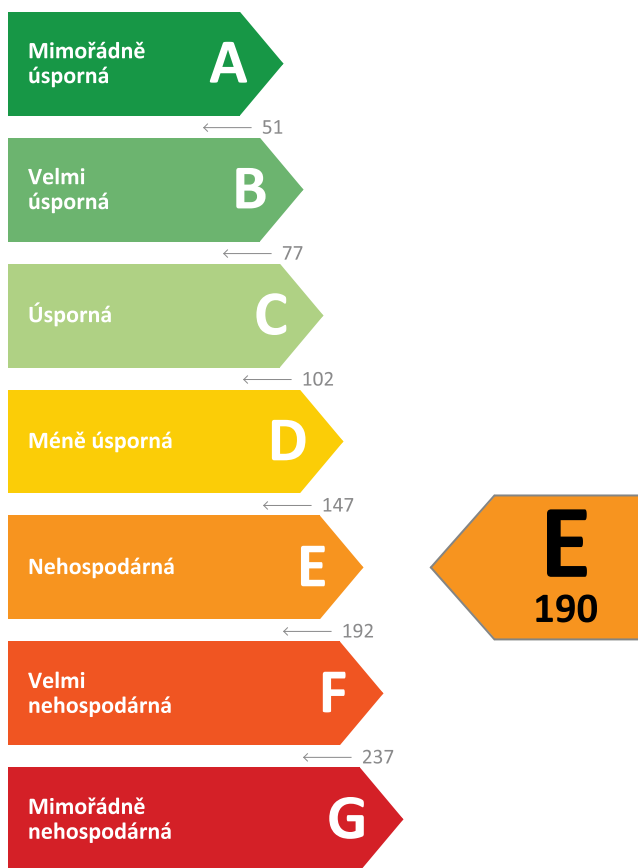 Mimořádně
úsporná
A
51
Velmi
úsporná
B
77
Úsporná
C
102
Méně úsporná
D
147
Nehospodárná
E
192
E
190
Velmi
nehospodárná
F
237
Mimořádně
nehospodárná
G